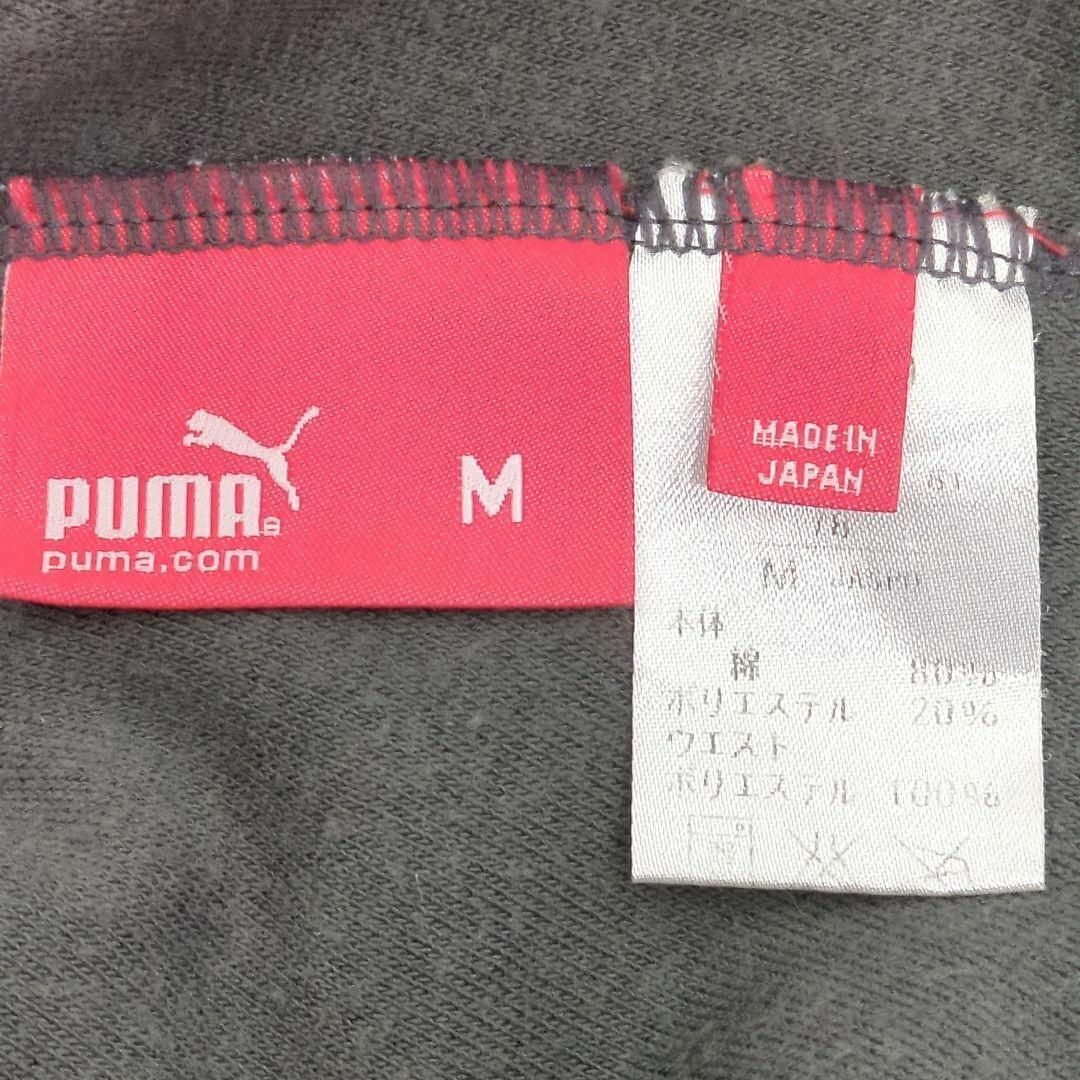 PUMA
puma.com
M
MADE IN
JAPAN
M
本体
綿 80%
ポリエステル 20%
ウエスト
ポリエステル 100%